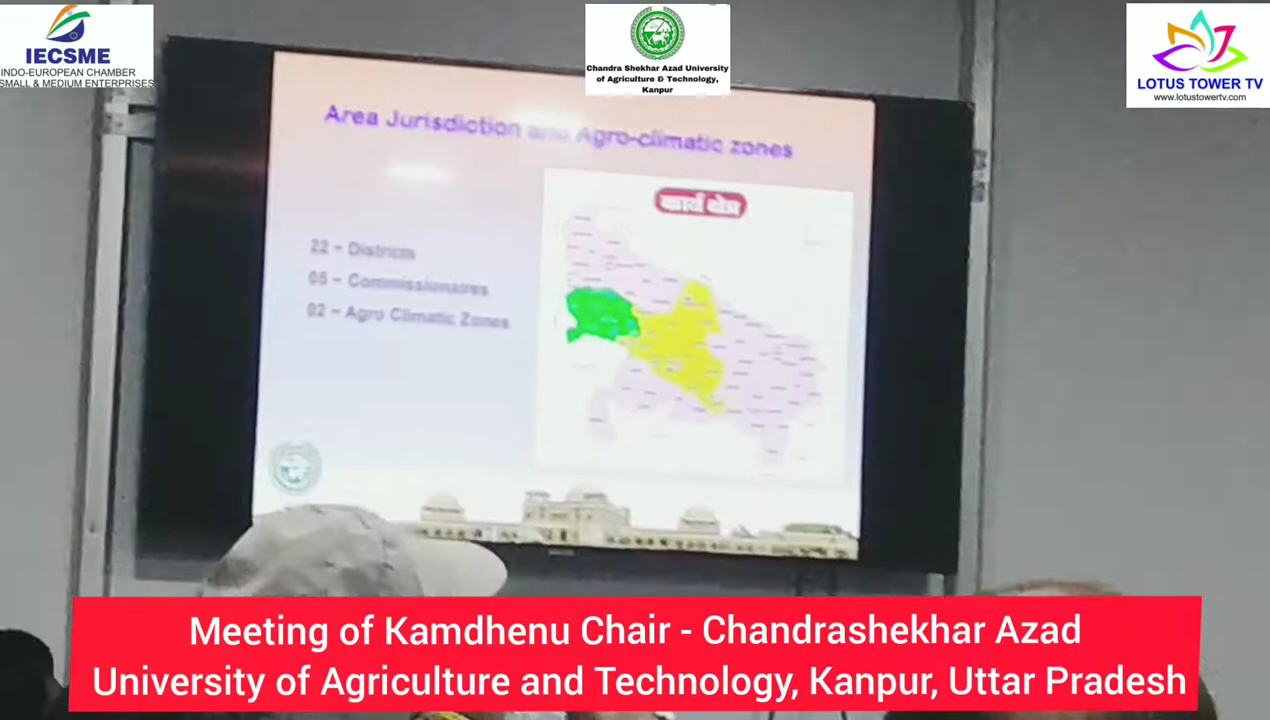 IECSME
INDO-EUROPEAN CHAMBER
SMALL & MEDIUM ENTERPRISES
Chandra Shekhar Azad University
of Agriculture & Technology,
Kanpur
LOTUS TOWER TV
www.lotustowertv.com
Area Jurisdiction and Agro-climatic zones
कार्य क्षेत्र
22 - Districts
05 - Commissionaires
02 - Agro Climatic Zones
Meeting of Kamdhenu Chair - Chandrashekhar Azad
University of Agriculture and Technology, Kanpur, Uttar Pradesh